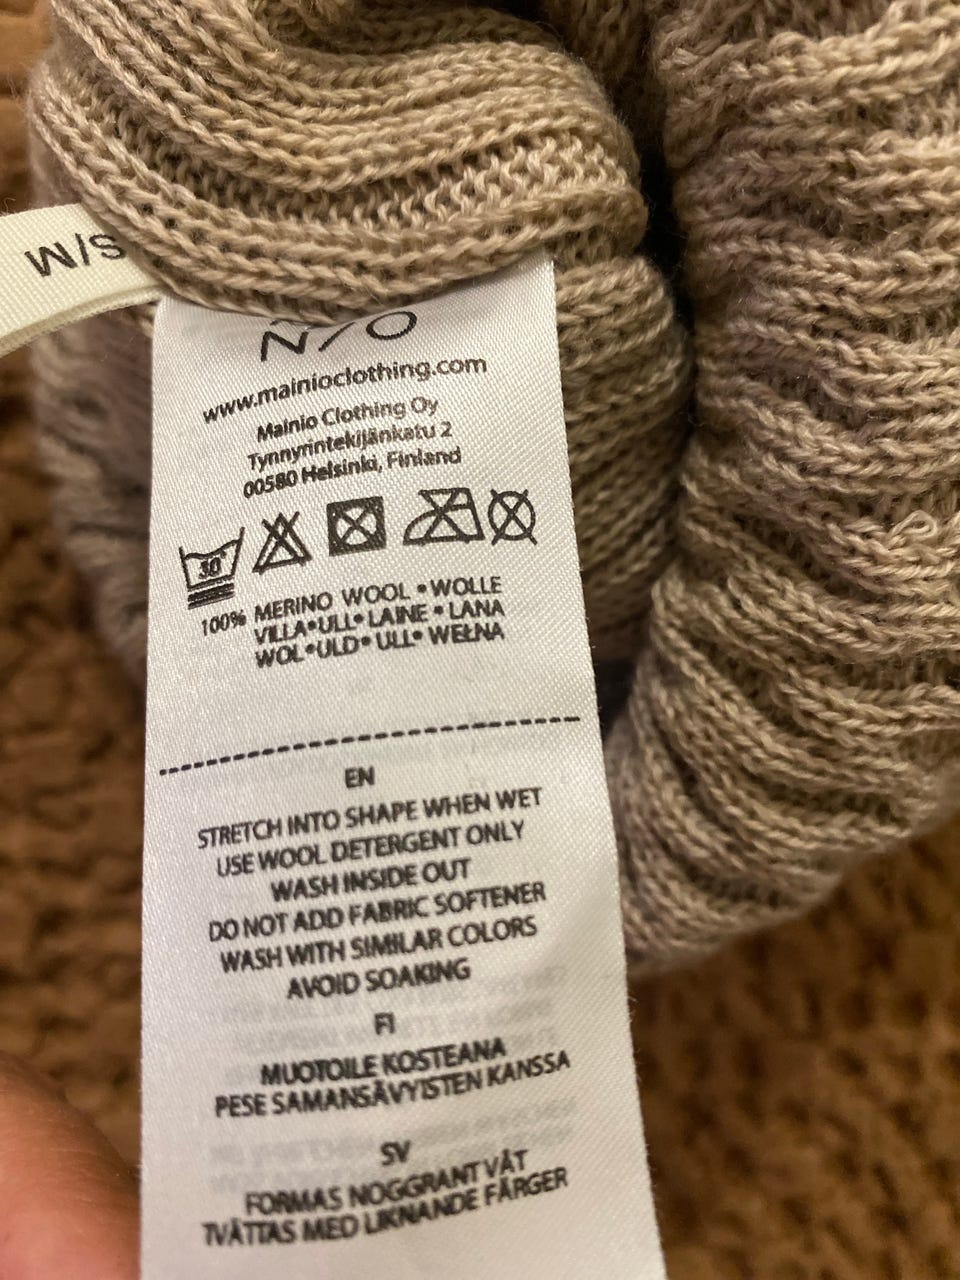 S/M
N/O
www.mainioclothing.com
Mainio Clothing Oy
Tynnyrintekijänkatu 2
00580 Helsinki, Finland
30
100% MERINO WOOL • WOLLE
VILLA•ULL• LAINE • LANA
WOL •ULD• ULL• WEŁNA
EN
STRETCH INTO SHAPE WHEN WET
USE WOOL DETERGENT ONLY
WASH INSIDE OUT
DO NOT ADD FABRIC SOFTENER
WASH WITH SIMILAR COLORS
AVOID SOAKING
FI
MUOTOILE KOSTEANA
PESE SAMANSÄVYISTEN KANSSA
SV
FORMAS NOGGRANT VÅT
TVÄTTAS MED LIKNANDE FÄRGER